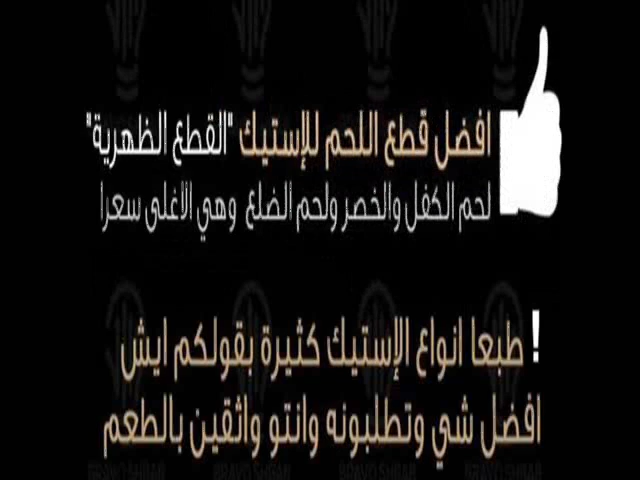 افضل قطع اللحم للإستيك "القطع الظهرية"
لحم الكفل والخصر ولحم الضلع وهي الأغلى سعرا
! طبعا انواع الإستيك كثيرة بقولكم ايش
افضل شي وتطلبونه وانتو واثقين بالطعم